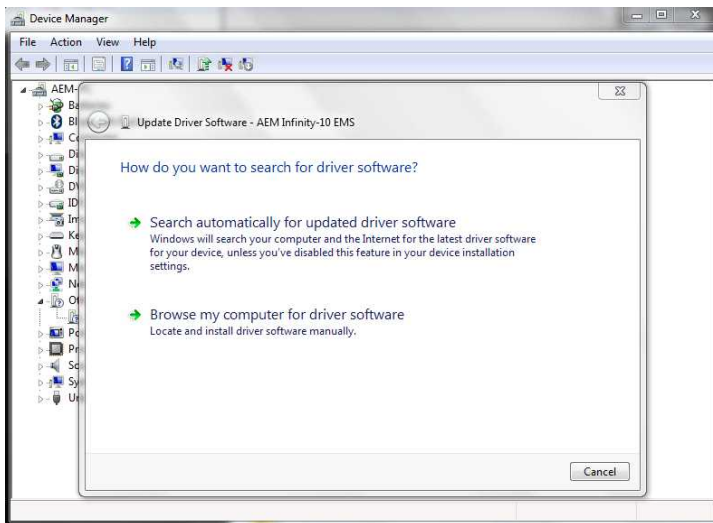 Device Manager
File Action View Help
AEM-
Update Driver Software - AEM Infinity-10 EMS
How do you want to search for driver software?
Search automatically for updated driver software
Windows will search your computer and the Internet for the latest driver software
for your device, unless you've disabled this feature in your device installation
settings.
Browse my computer for driver software
Locate and install driver software manually.
Cancel